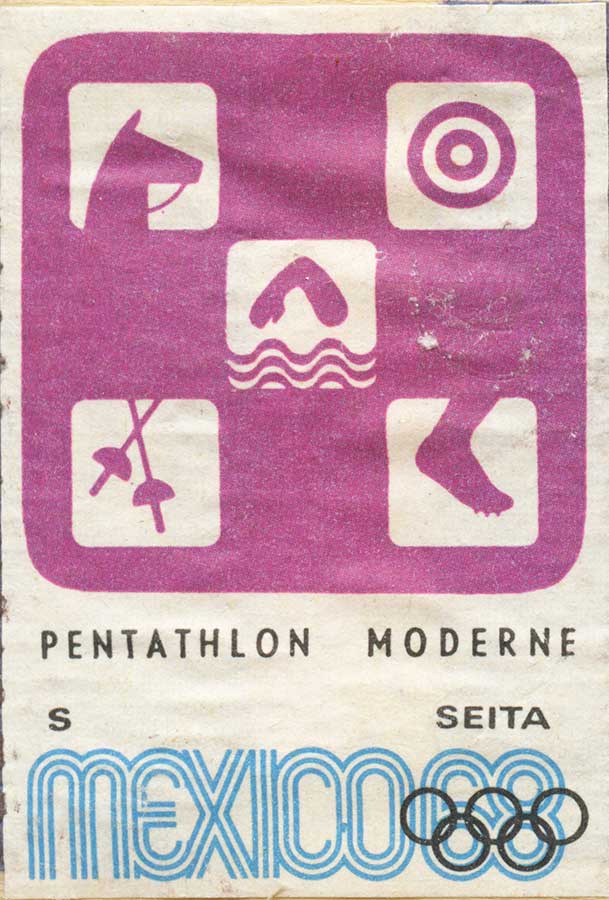 PENTATHLON MODERNE
S SEITA
MEXICO68